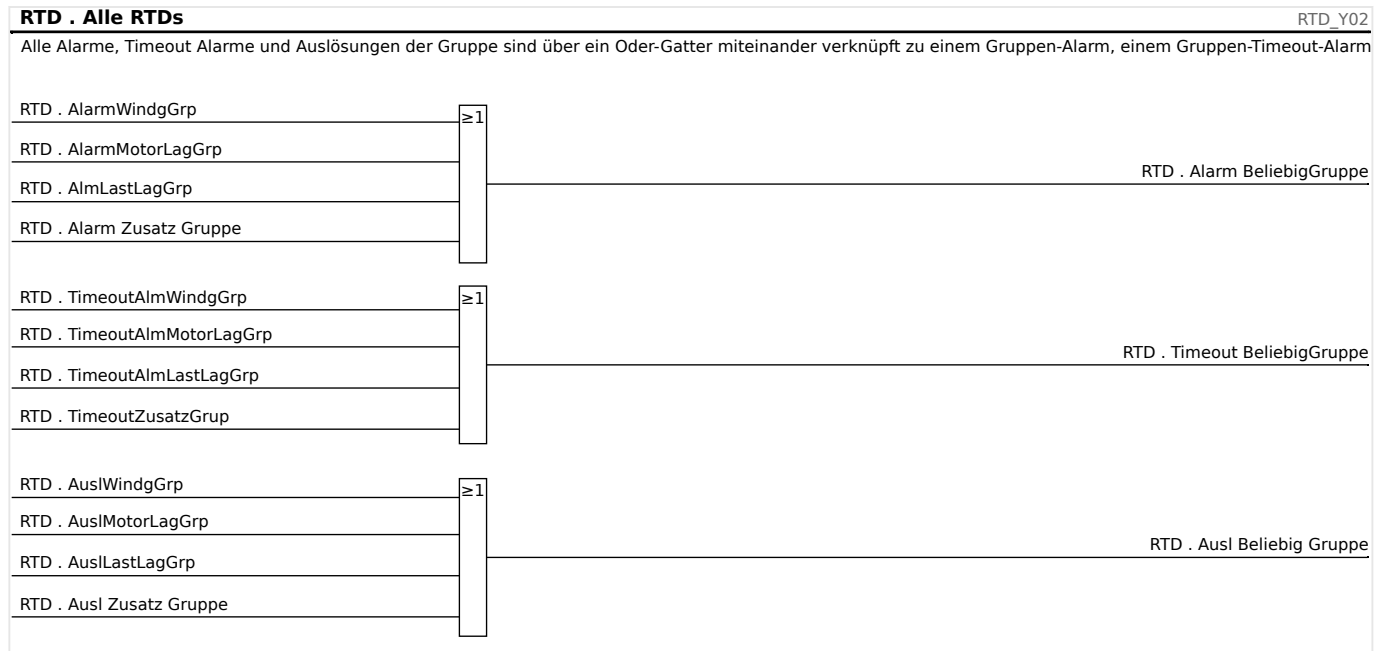 RTD . Alle RTDs
RTD_Y02
Alle Alarme, Timeout Alarme und Auslösungen der Gruppe sind über ein Oder-Gatter miteinander verknüpft zu einem Gruppen-Alarm, einem Gruppen-Timeout-Alarm
RTD . AlarmWindgGrp
≥1
RTD . AlarmMotorLagGrp
RTD . Alarm BeliebigGruppe
RTD . AlmLastLagGrp
RTD . Alarm Zusatz Gruppe
RTD . TimeoutAlmWindgGrp
≥1
RTD . TimeoutAlmMotorLagGrp
RTD . Timeout BeliebigGruppe
RTD . TimeoutAlmLastLagGrp
RTD . TimeoutZusatzGrup
RTD . AuslWindgGrp
≥1
RTD . AuslMotorLagGrp
RTD . Ausl Beliebig Gruppe
RTD . AuslLastLagGrp
RTD . Ausl Zusatz Gruppe